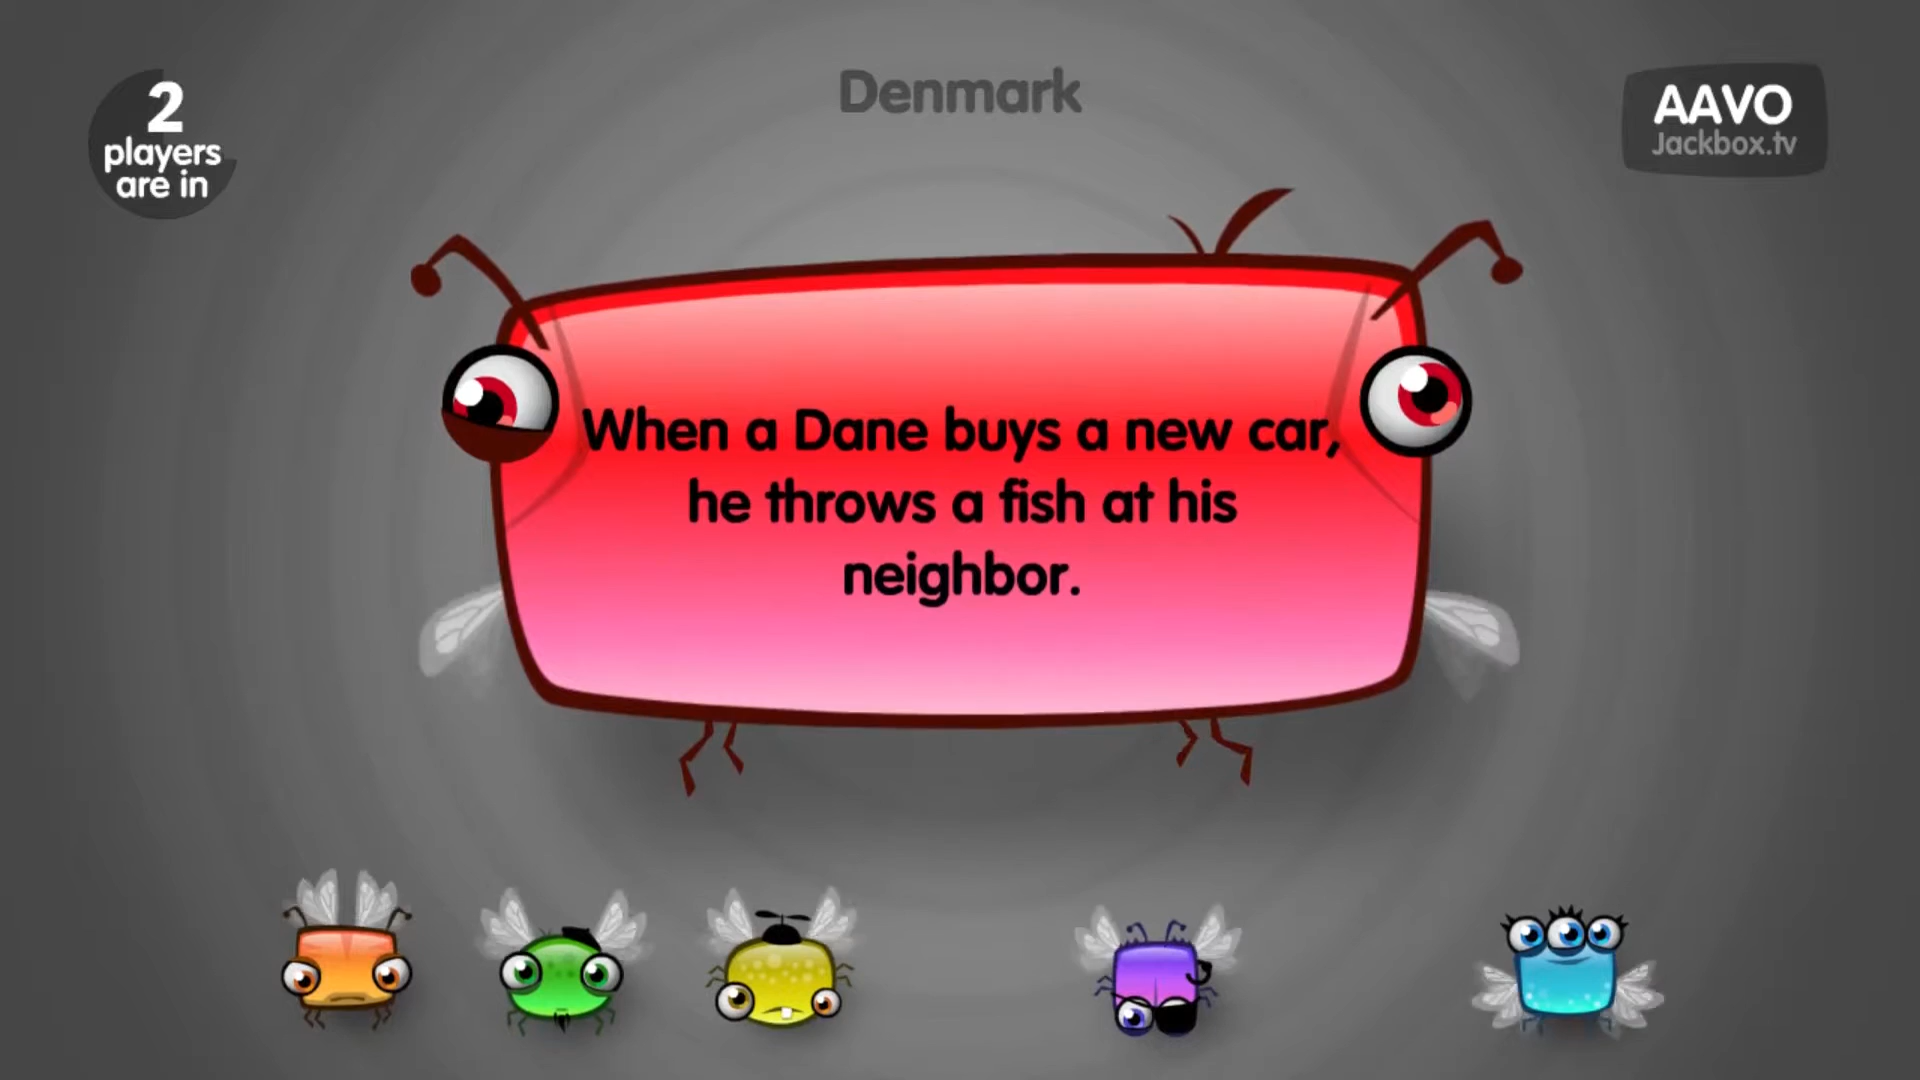 Denmark
2
players
are in
AAVO
Jackbox.tv
When a Dane buys a new car,
he throws a fish at his
neighbor.